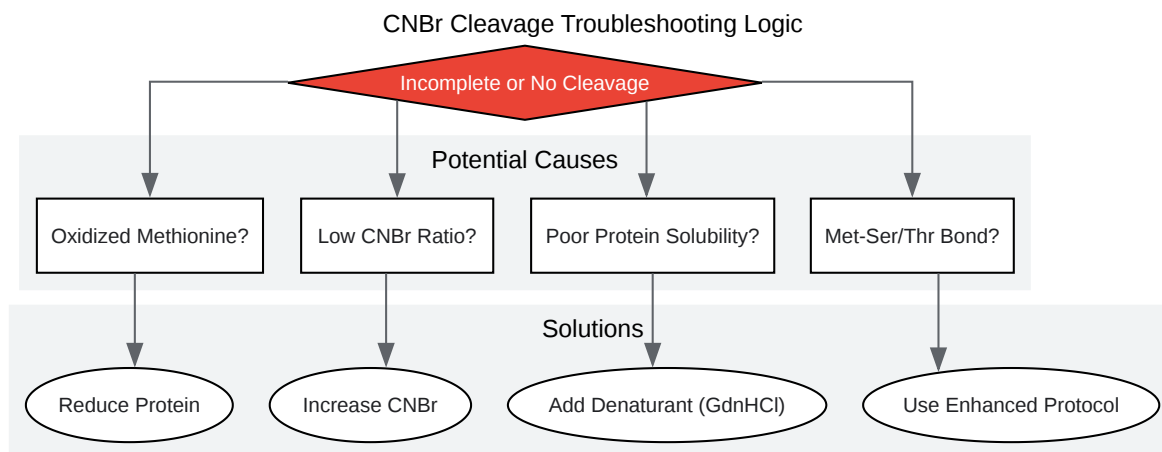 CNBr Cleavage Troubleshooting Logic
Incomplete or No Cleavage
Potential Causes
Oxidized Methionine?
Low CNBr Ratio?
Poor Protein Solubility?
Met-Ser/Thr Bond?
Solutions
Reduce Protein
Increase CNBr
Add Denaturant (GdnHCl)
Use Enhanced Protocol